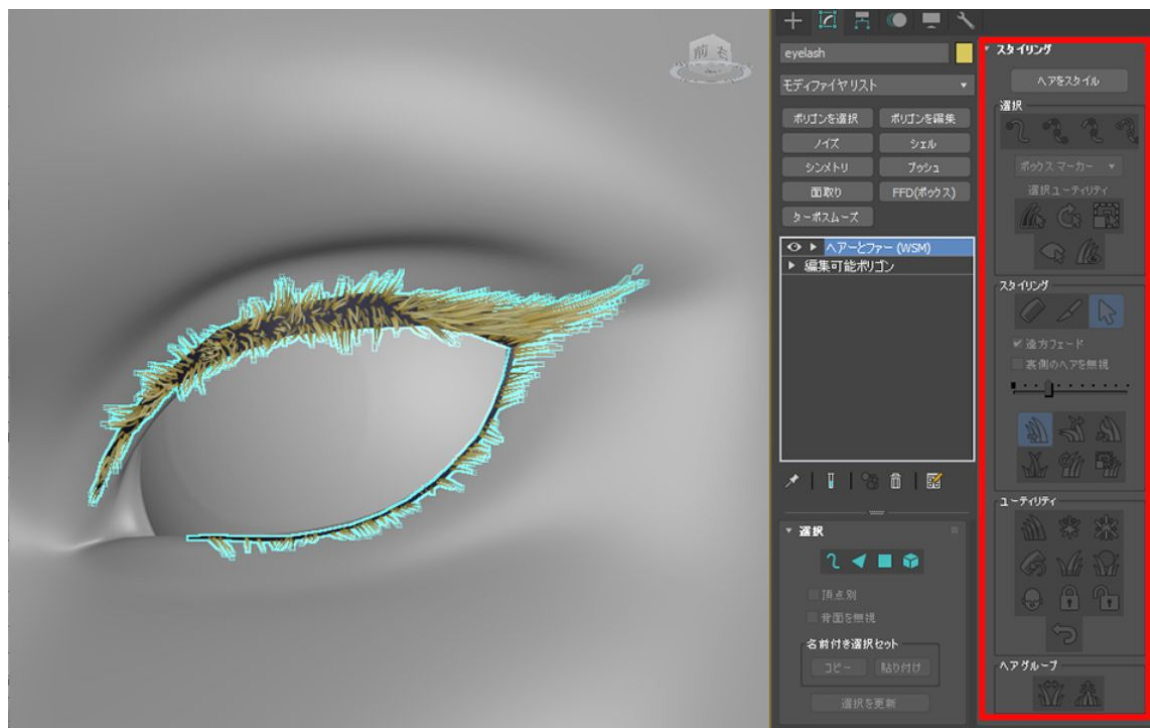 前
eyelash
モディファイヤ リスト
ポリゴンを選択
ポリゴンを編集
ノイズ
シェル
シンメトリ
プッシュ
面取り
FFD(ボックス)
ターボスムーズ
ヘアーとファー (WSM)
編集可能ポリゴン
選択
頂点別
背面を無視
名前付き選択セット
コピー
貼り付け
選択を更新
スタイリング
ヘアをスタイル
選択
ボックス マーカー
選択ユーティリティ
スタイリング
遠方フェード
裏側のヘアを無視
ユーティリティ
ヘア グループ